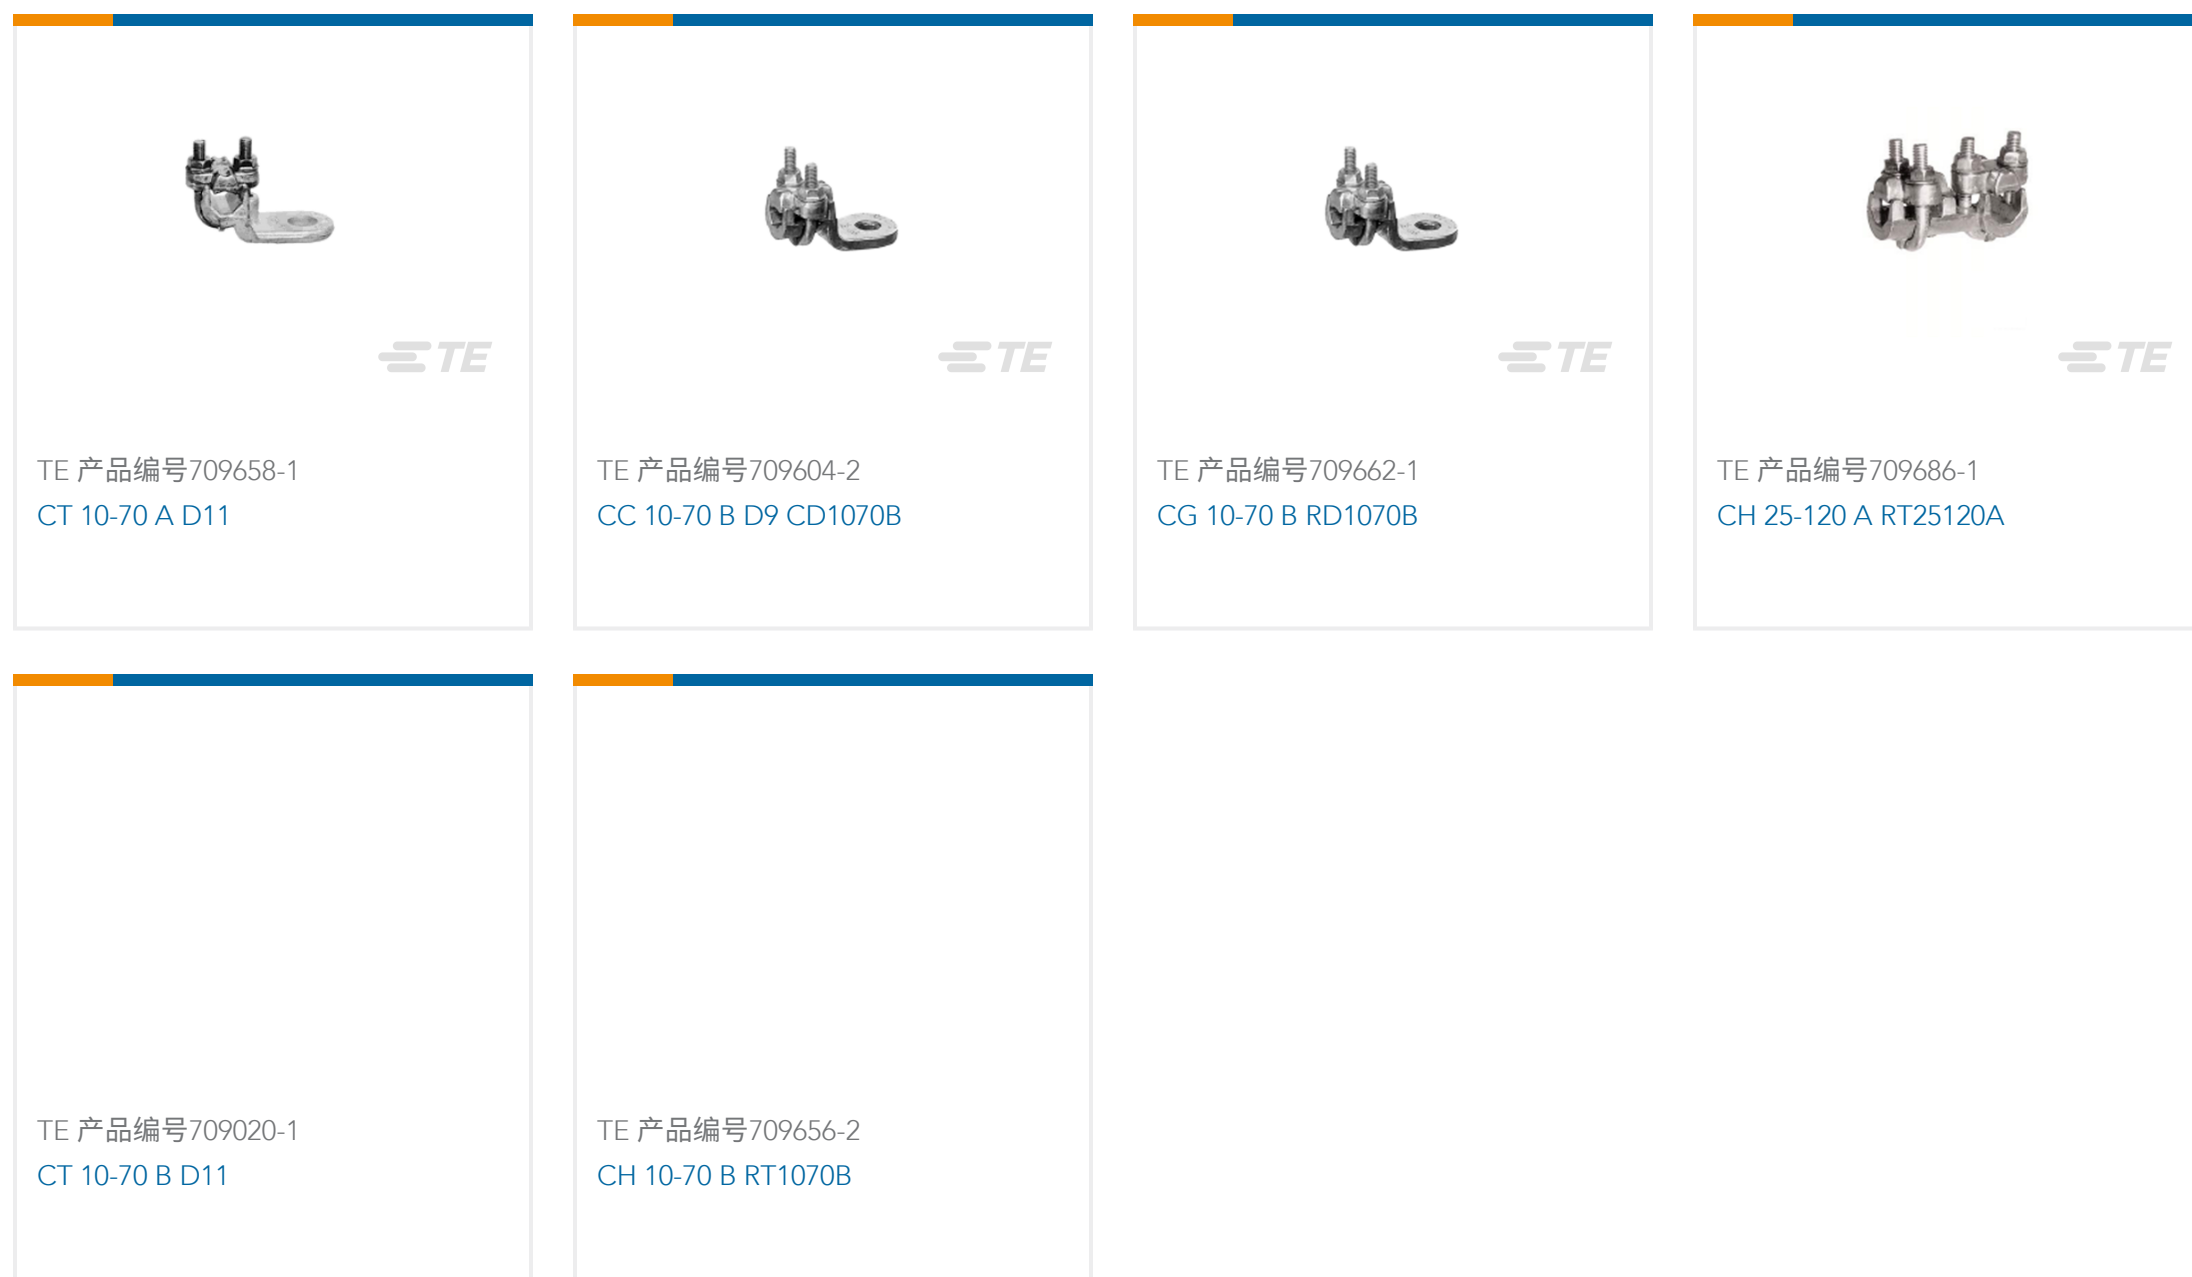 TE
TE
TE
TE
TE 产品编号709658-1
CT 10-70 A D11
TE 产品编号709604-2
CC 10-70 B D9 CD1070B
TE 产品编号709662-1
CG 10-70 B RD1070B
TE 产品编号709686-1
CH 25-120 A RT25120A
TE 产品编号709020-1
CT 10-70 B D11
TE 产品编号709656-2
CH 10-70 B RT1070B